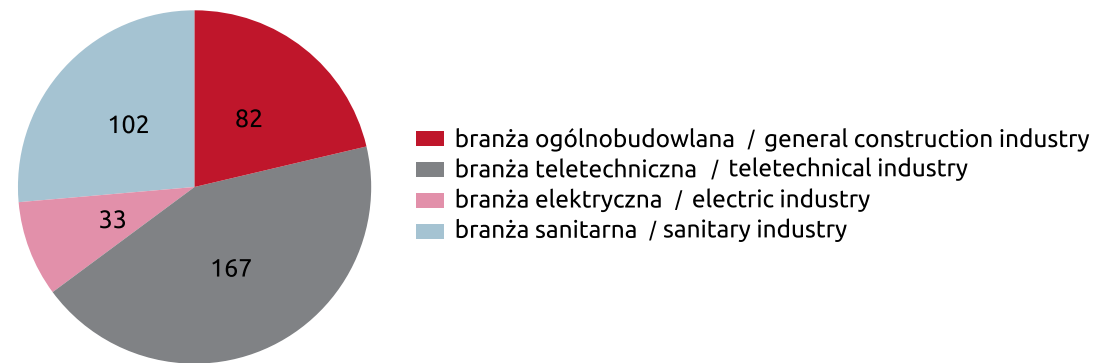 102
82
33
167
branża ogólnobudowlana / general construction industry
branża teletechniczna / teletechnical industry
branża elektryczna / electric industry
branża sanitarna / sanitary industry